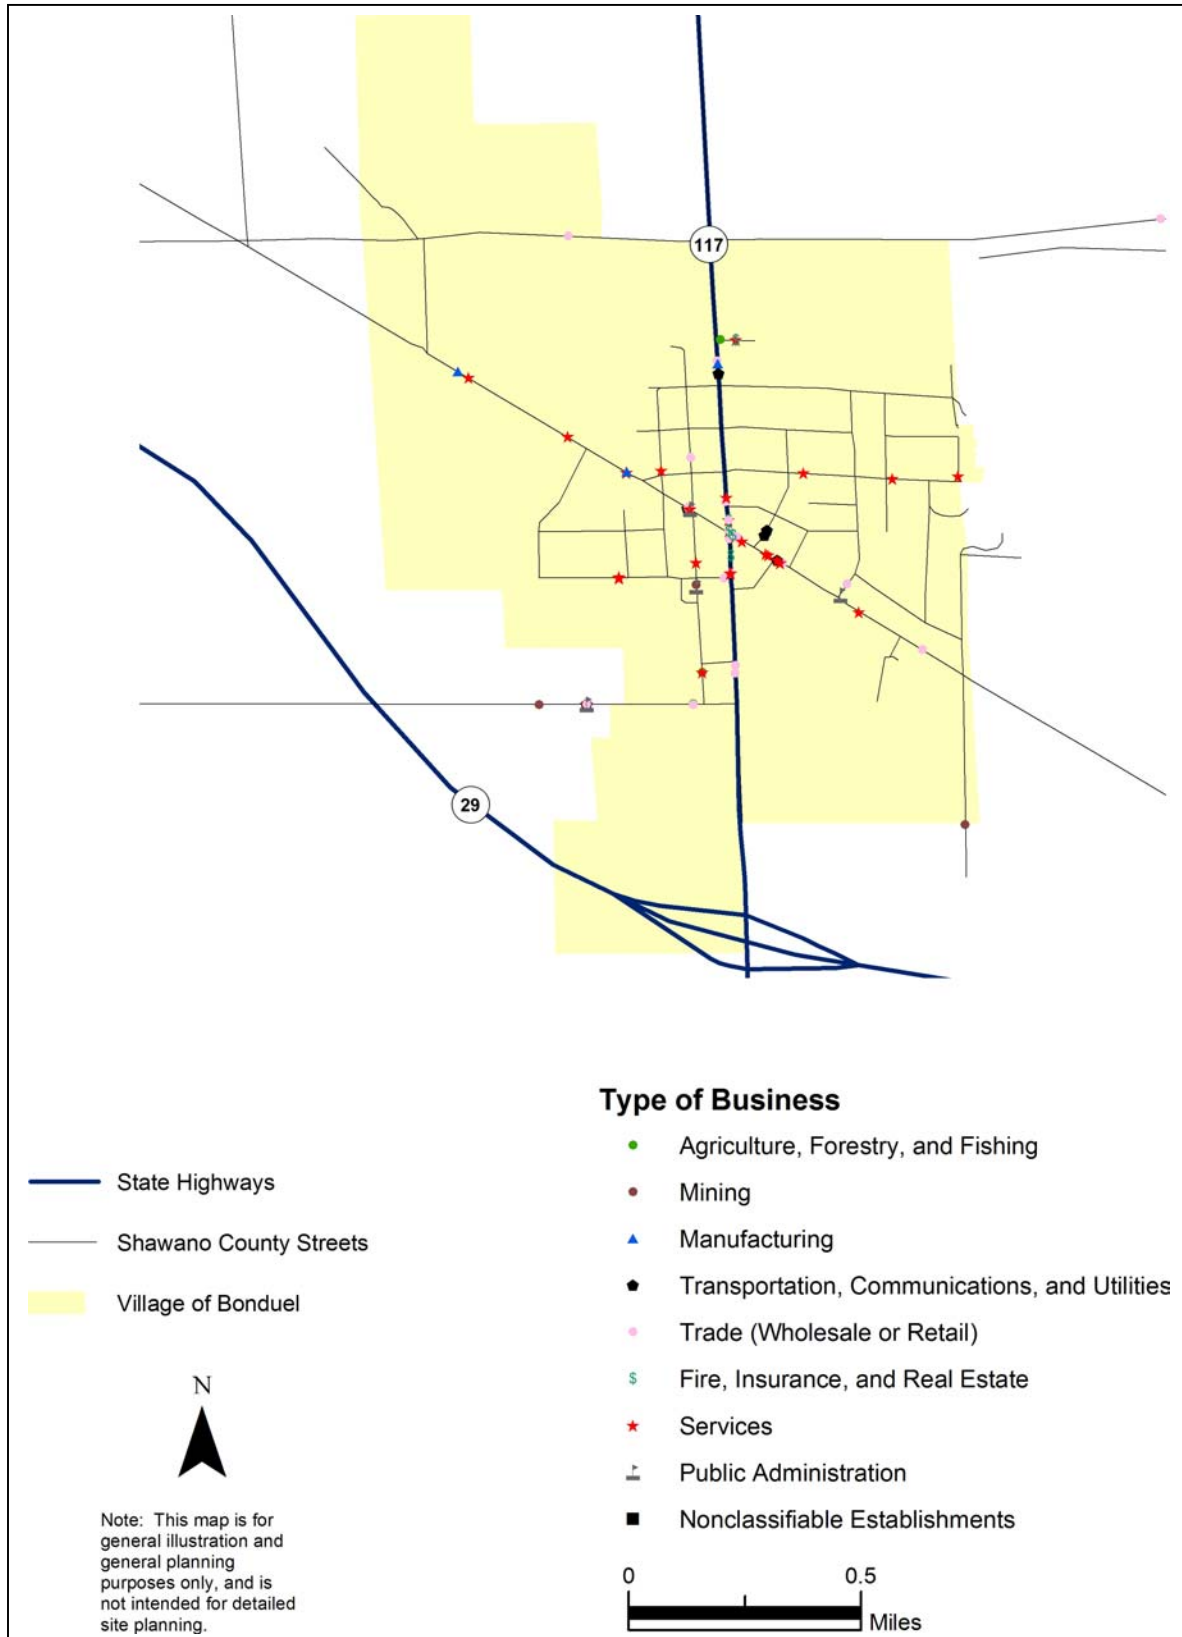 117
29
Type of Business
Agriculture, Forestry, and Fishing
Mining
Manufacturing
Transportation, Communications, and Utilities
Trade (Wholesale or Retail)
$ Fire, Insurance, and Real Estate
Services
Public Administration
Nonclassifiable Establishments
State Highways
Shawano County Streets
Village of Bonduel
N
Note: This map is for
general illustration and
general planning
purposes only, and is
not intended for detailed
site planning.
0 0.5
Miles